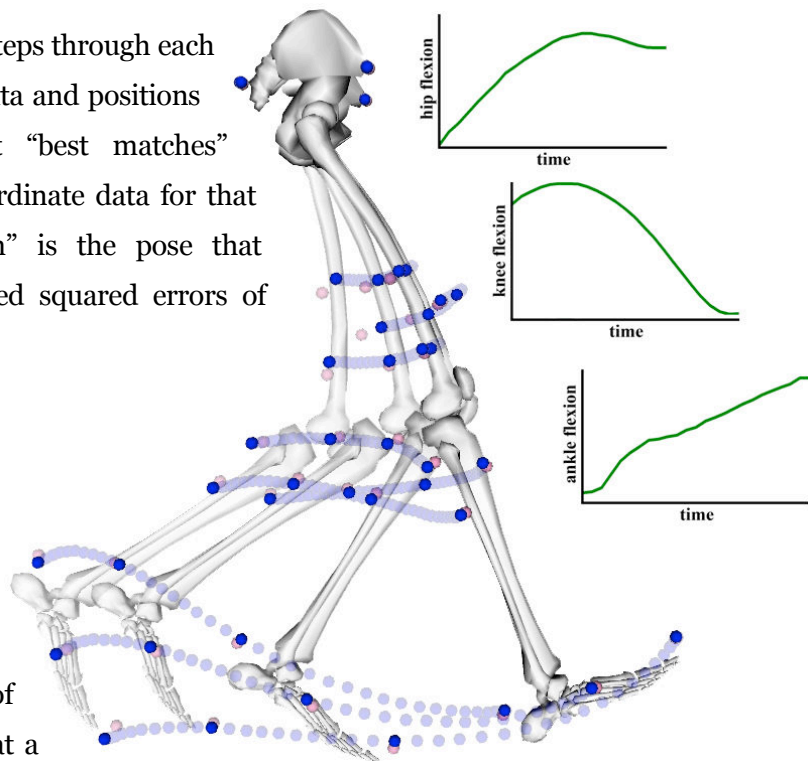 teps through each
ta and positions
“best matches”
rdinate data for that
” is the pose that
ed squared errors of
of
at a
hip flexion
time
knee flexion
time
ankle flexion
time